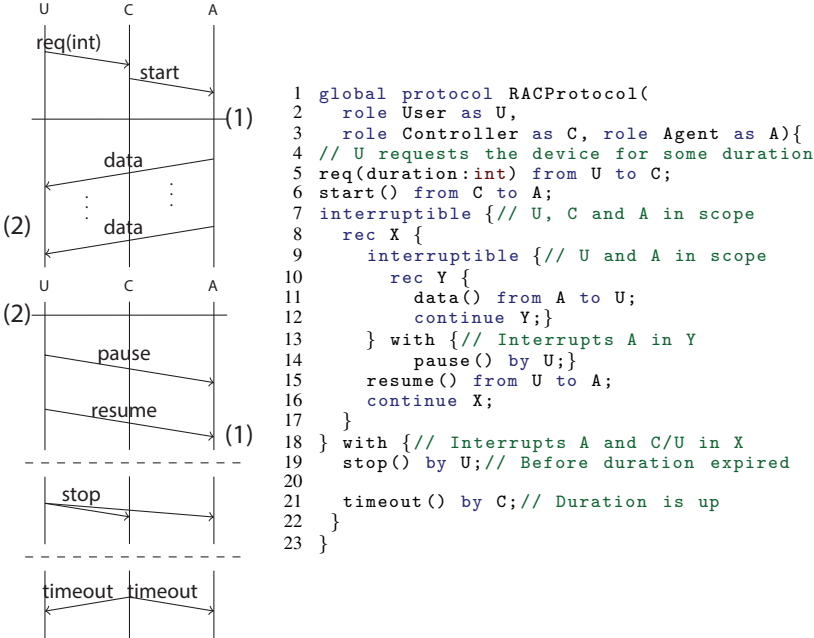 U C A
req(int)
start
(1)
data
(2)
data
U C A
(2)
pause
resume
(1)
stop
timeout timeout
1 global protocol RACProtocol(
2 role User as U,
3 role Controller as C, role Agent as A){
4 // U requests the device for some duration
5 req(duration:int) from U to C;
6 start() from C to A;
7 interruptible {// U, C and A in scope
8 rec X {
9 interruptible {// U and A in scope
10 rec Y {
11 data() from A to U;
12 continue Y;}
13 } with {// Interrupts A in Y
14 pause() by U;}
15 resume() from U to A;
16 continue X;
17 }
18 } with {// Interrupts A and C/U in X
19 stop() by U;// Before duration expired
20
21 timeout() by C;// Duration is up
22 }
23 }